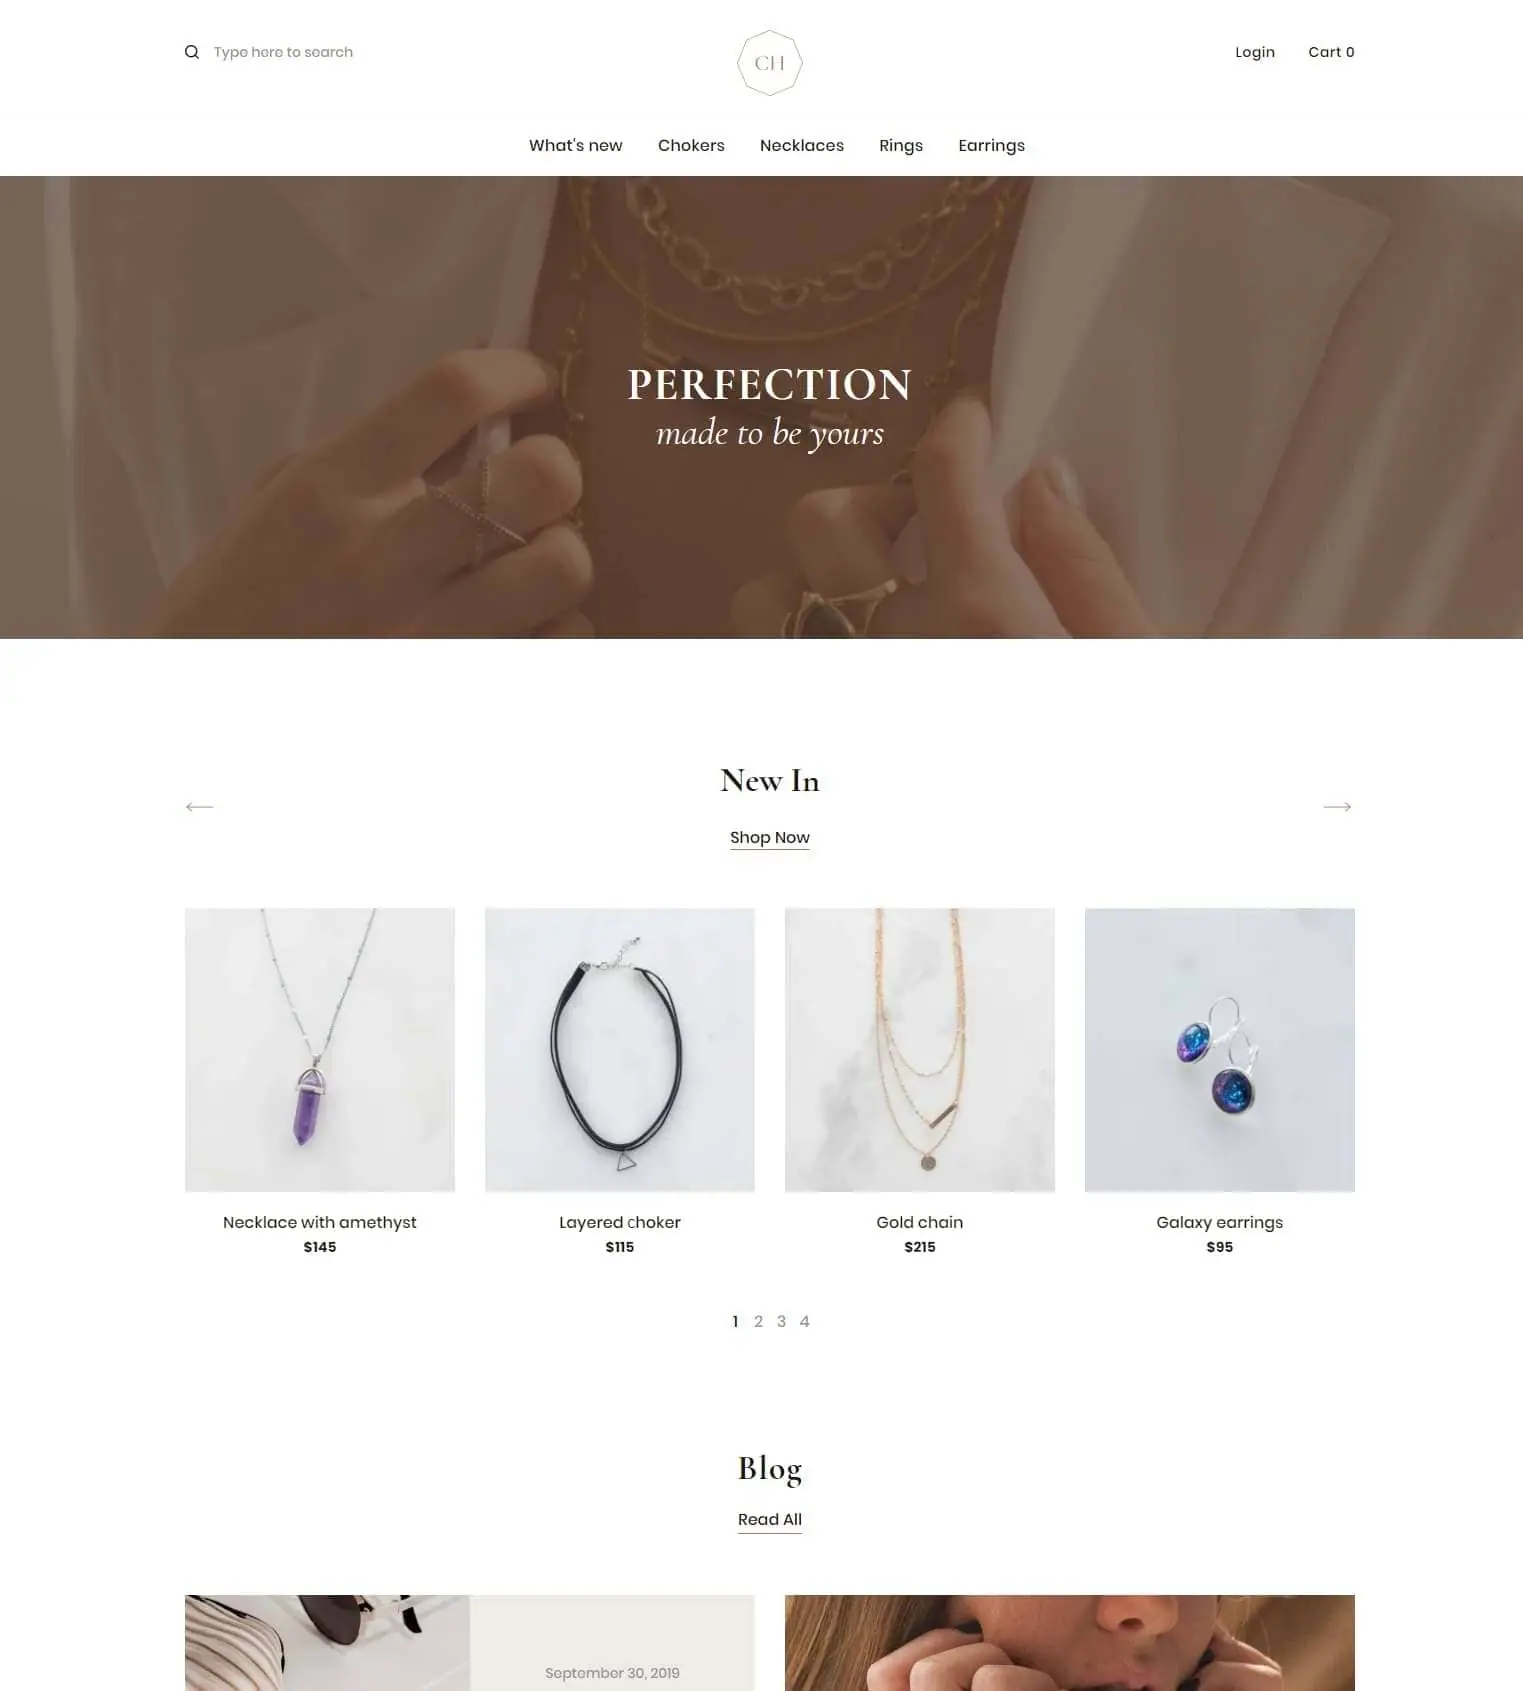 Type here to search
CH
Login
Cart 0
What's new
Chokers
Necklaces
Rings
Earrings
PERFECTION
made to be yours
New In
Shop Now
Necklace with amethyst
$145
Layered choker
$115
Gold chain
$215
Galaxy earrings
$95
1 2 3 4
Blog
Read All
September 30, 2019